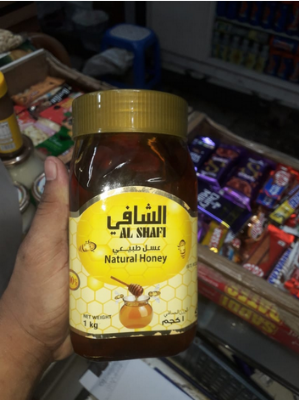 الشافي
AL SHAFI
عسل طبيعي
Natural Honey
NET WEIGHT
1 kg
١ كجم